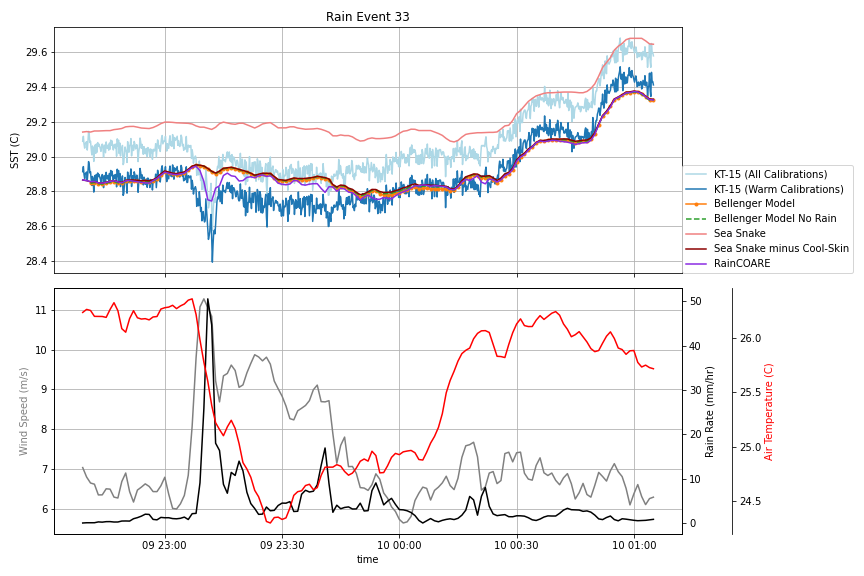 Rain Event 33
SST (C)
29.6
29.4
29.2
29.0
28.8
28.6
28.4
KT-15 (All Calibrations)
KT-15 (Warm Calibrations)
Bellenger Model
Bellenger Model No Rain
Sea Snake
Sea Snake minus Cool-Skin
RainCOARE
Wind Speed (m/s)
11
10
9
8
7
6
50
40
30
20
10
0
Rain Rate (mm/hr)
26.0
25.5
25.0
24.5
Air Temperature (C)
09 23:00
09 23:30
10 00:00
10 00:30
10 01:00
time